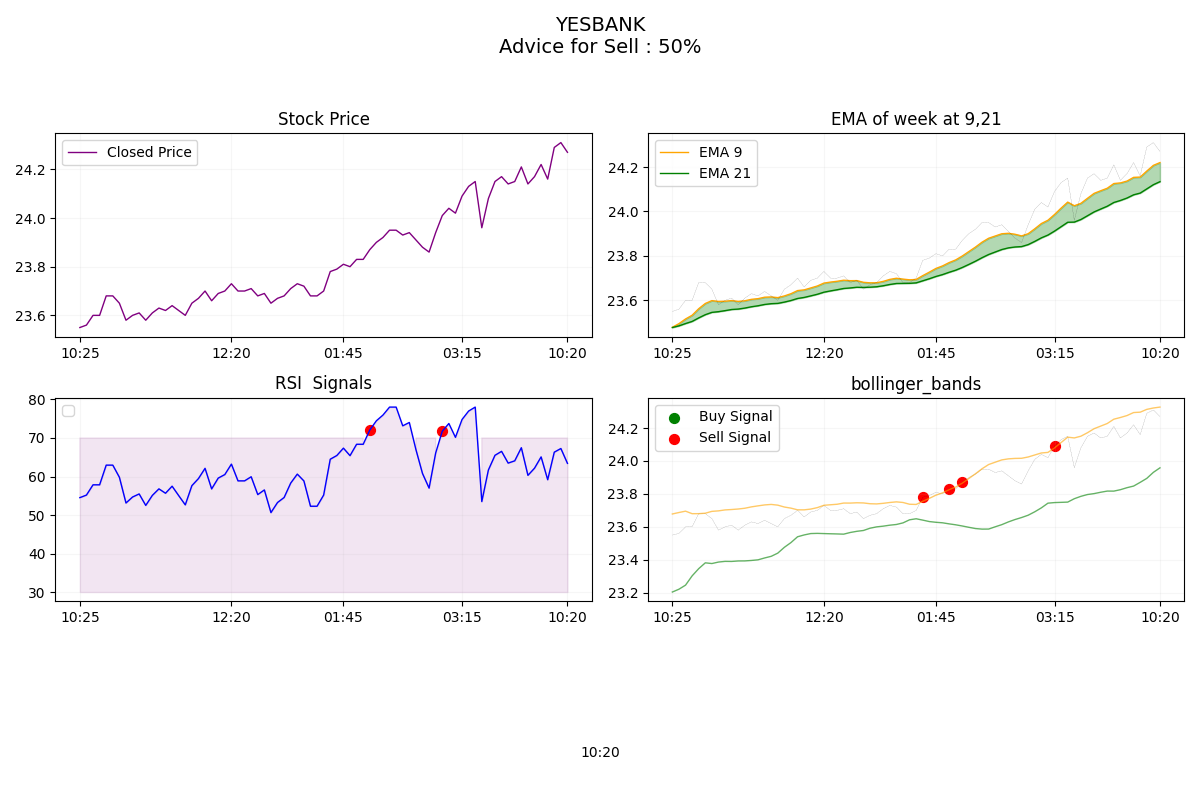 YESBANK
Advice for Sell : 50%
Stock Price
Closed Price
24.2
24.0
23.8
23.6
10:25 12:20 01:45 03:15 10:20
EMA of week at 9,21
EMA 9
EMA 21
24.2
24.0
23.8
23.6
10:25 12:20 01:45 03:15 10:20
RSI  Signals
80
70
60
50
40
30
10:25 12:20 01:45 03:15 10:20
bollinger_bands
Buy Signal
Sell Signal
24.2
24.0
23.8
23.6
23.4
23.2
10:25 12:20 01:45 03:15 10:20
10:20